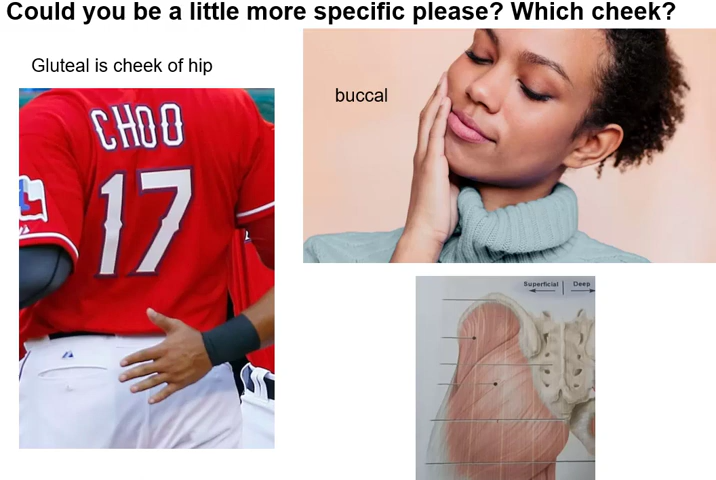 Could you be a little more specific please? Which cheek?
Gluteal is cheek of hip
buccal
CHOO
17
Superficial
Deep